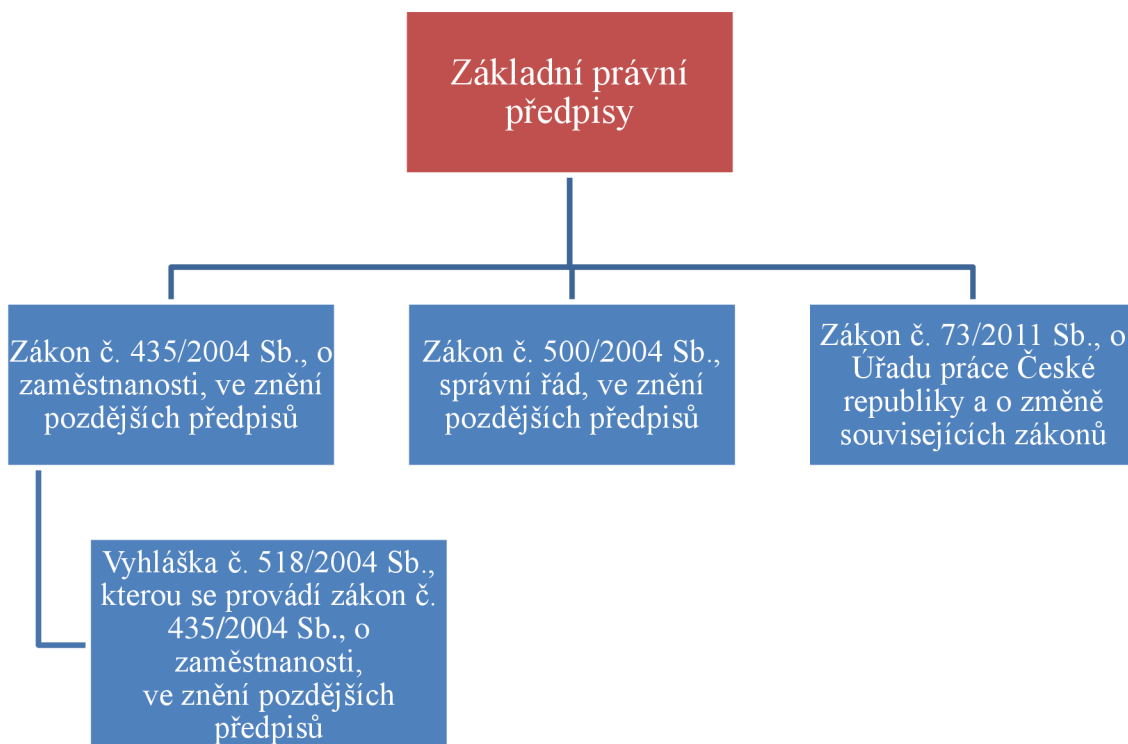 Základní právní
předpisy
Zákon č. 435/2004 Sb., o
zaměstnanosti, ve znění
pozdějších předpisů
Zákon č. 500/2004 Sb.,
správní řád, ve znění
pozdějších předpisů
Zákon č. 73/2011 Sb., o
Úřadu práce České
republiky a o změně
souvisejících zákonů
Vyhláška č. 518/2004 Sb.,
kterou se provádí zákon č.
435/2004 Sb., o
zaměstnanosti,
ve znění pozdějších
předpisů